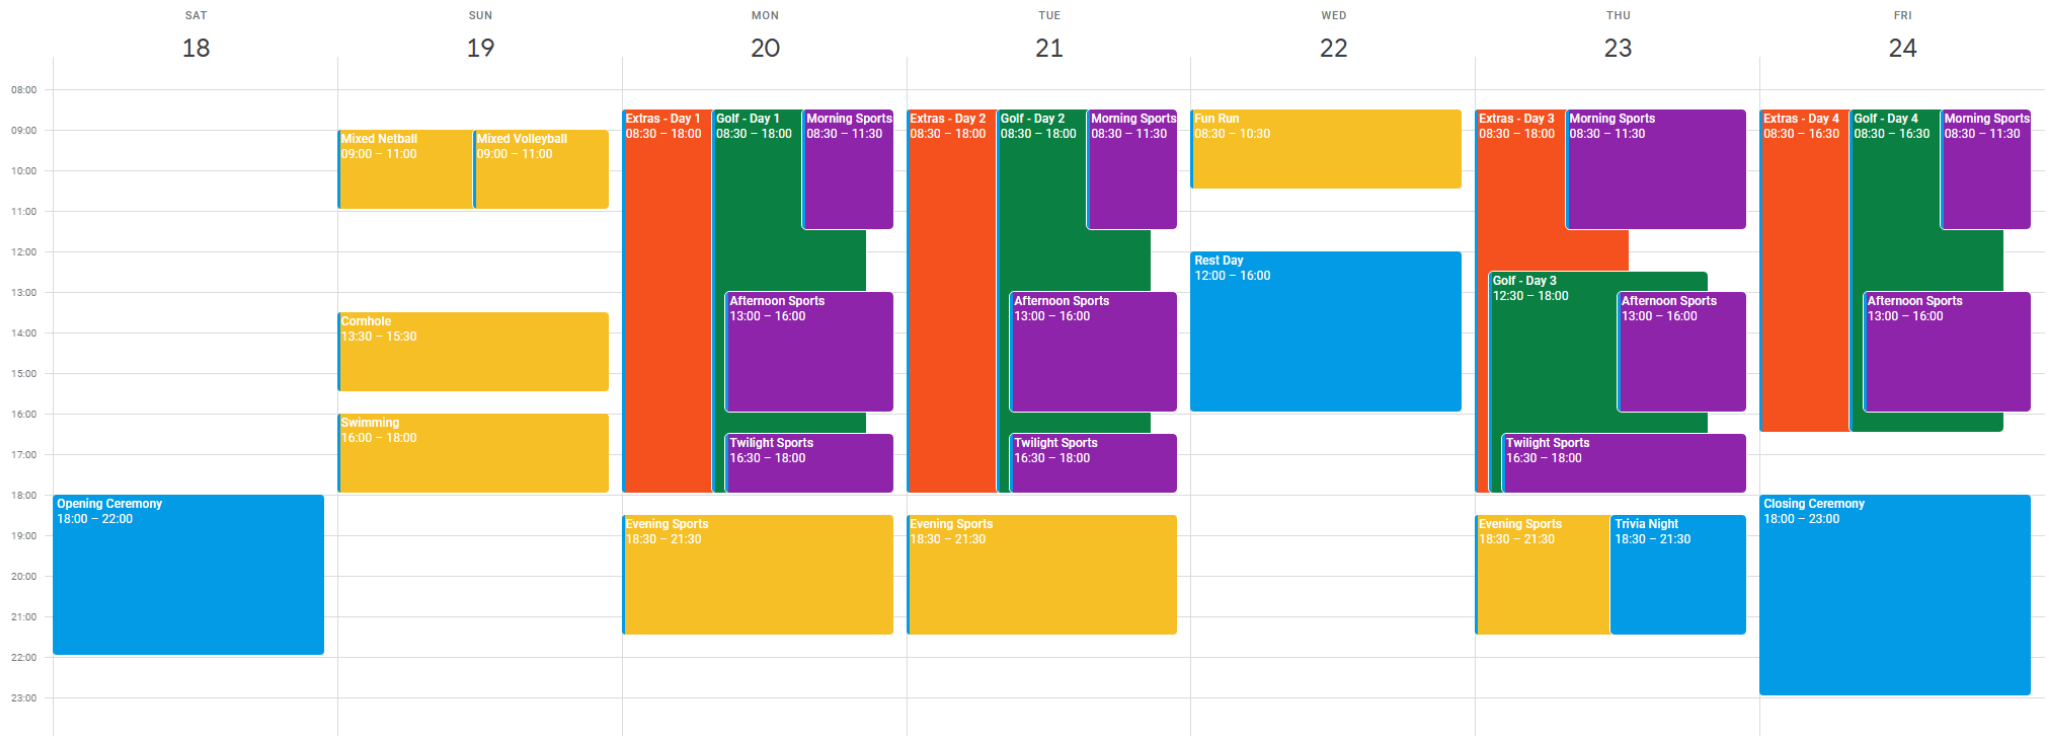 SAT
18
SUN
19
MON
20
TUE
21
WED
22
THU
23
FRI
24
08:00
09:00
10:00
11:00
12:00
13:00
14:00
15:00
16:00
17:00
18:00
19:00
20:00
21:00
22:00
23:00
Opening Ceremony
18:00 – 22:00
Mixed Netball
09:00 – 11:00
Mixed Volleyball
09:00 – 11:00
Cornhole
13:30 – 15:30
Swimming
16:00 – 18:00
Extras - Day 1
08:30 – 18:00
Golf - Day 1
08:30 – 18:00
Morning Sports
08:30 – 11:30
Afternoon Sports
13:00 – 16:00
Twilight Sports
16:30 – 18:00
Evening Sports
18:30 – 21:30
Extras - Day 2
08:30 – 18:00
Golf - Day 2
08:30 – 18:00
Morning Sports
08:30 – 11:30
Afternoon Sports
13:00 – 16:00
Twilight Sports
16:30 – 18:00
Evening Sports
18:30 – 21:30
Fun Run
08:30 – 10:30
Rest Day
12:00 – 16:00
Extras - Day 3
08:30 – 18:00
Morning Sports
08:30 – 11:30
Golf - Day 3
12:30 – 18:00
Afternoon Sports
13:00 – 16:00
Twilight Sports
16:30 – 18:00
Evening Sports
18:30 – 21:30
Trivia Night
18:30 – 21:30
Extras - Day 4
08:30 – 16:30
Golf - Day 4
08:30 – 16:30
Morning Sports
08:30 – 11:30
Afternoon Sports
13:00 – 16:00
Closing Ceremony
18:00 – 23:00